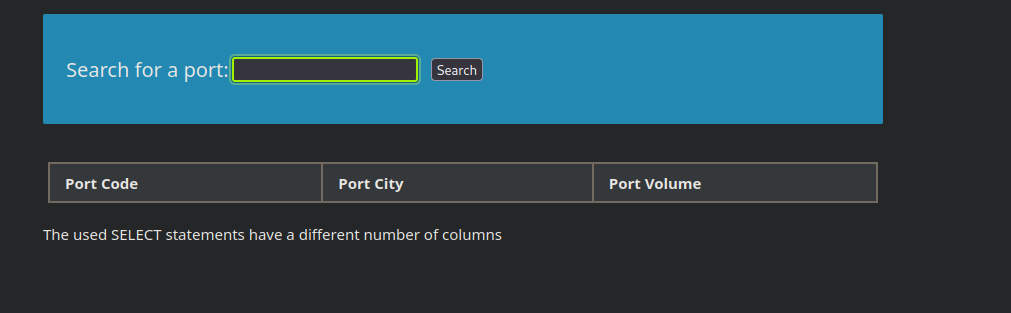 Search for a port: Search
Port Code Port City Port Volume
The used SELECT statements have a different number of columns